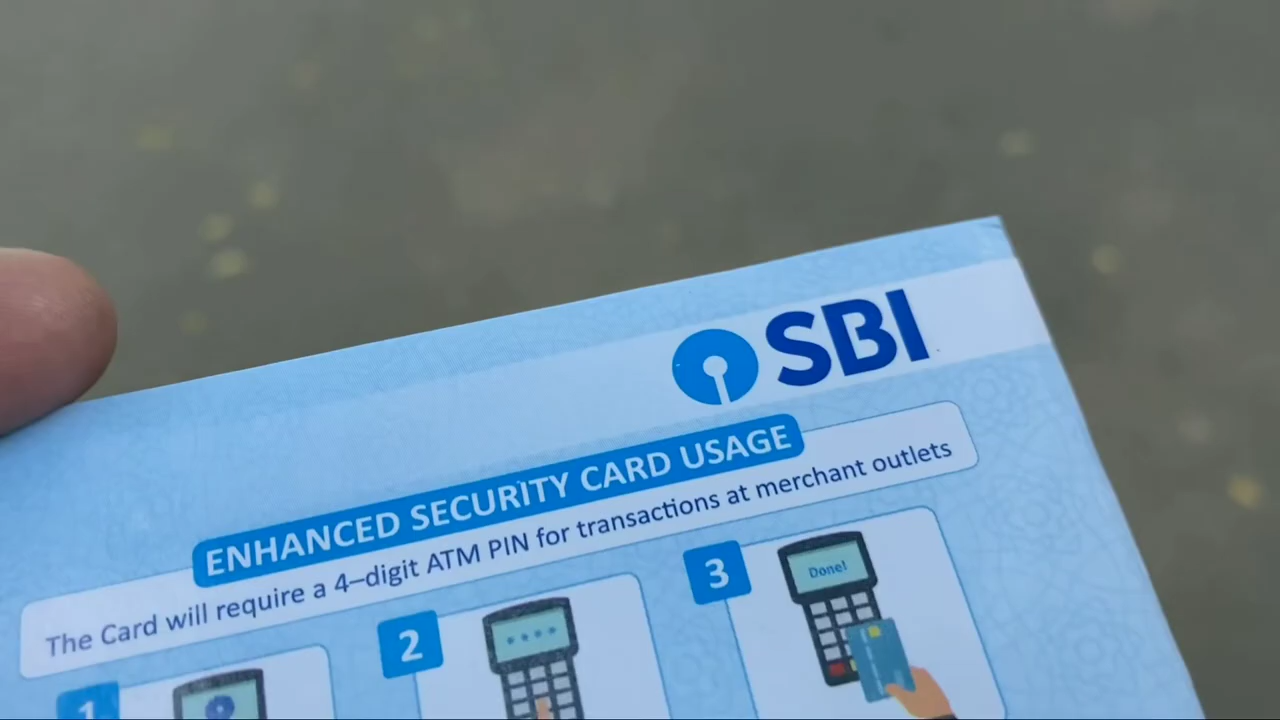 SBI
ENHANCED SECURITY CARD USAGE
The Card will require a 4–digit ATM PIN for transactions at merchant outlets
1
2
****
3
Done!